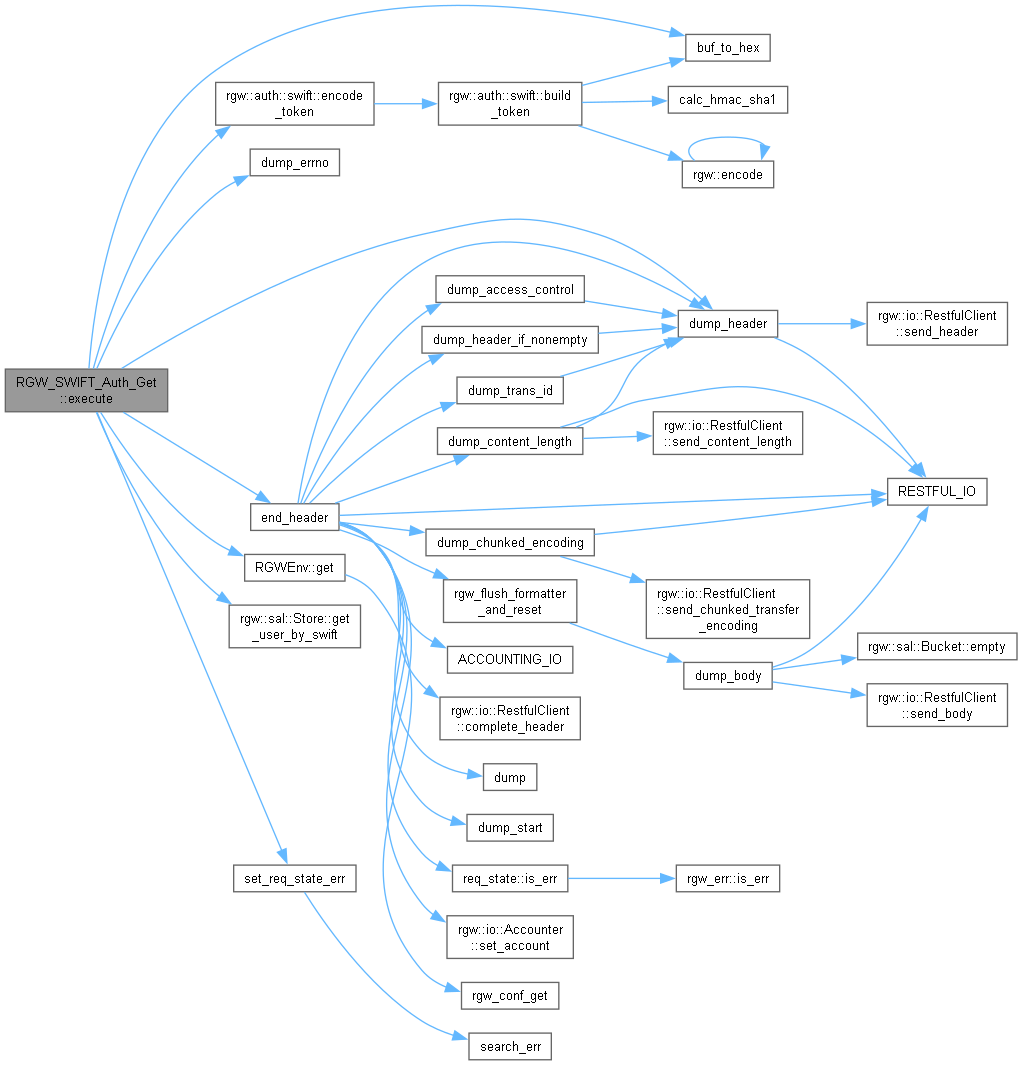 buf_to_hex
rgw::auth::swift::encode
_token
rgw::auth::swift::build
_token
calc_hmac_sha1
dump_errno
rgw::encode
dump_access_control
dump_header
rgw::io::RestfulClient
::send_header
dump_header_if_nonempty
RGW_SWIFT_Auth_Get
::execute
dump_trans_id
dump_content_length
rgw::io::RestfulClient
::send_content_length
RESTFUL_IO
end_header
dump_chunked_encoding
RGWEnv::get
rgw_flush_formatter
_and_reset
rgw::io::RestfulClient
::send_chunked_transfer
_encoding
rgw::sal::Store::get
_user_by_swift
ACCOUNTING_IO
rgw::sal::Bucket::empty
dump_body
rgw::io::RestfulClient
::send_body
rgw::io::RestfulClient
::complete_header
dump
dump_start
set_req_state_err
req_state::is_err
rgw_err::is_err
rgw::io::Accounter
::set_account
rgw_conf_get
search_err